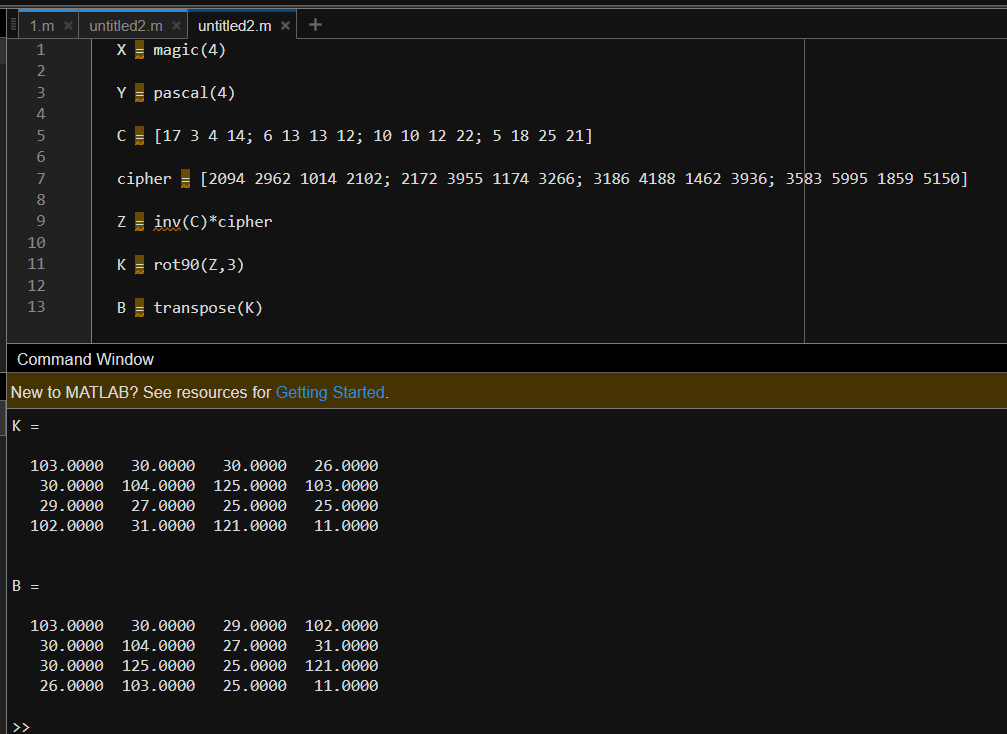 1.m × untitled2.m × untitled2.m × +
1 X = magic(4)
2
3 Y = pascal(4)
4
5 C = [17 3 4 14; 6 13 13 12; 10 10 12 22; 5 18 25 21]
6
7 cipher = [2094 2962 1014 2102; 2172 3955 1174 3266; 3186 4188 1462 3936; 3583 5995 1859 5150]
8
9 Z = inv(C)*cipher
10
11 K = rot90(Z,3)
12
13 B = transpose(K)
Command Window
New to MATLAB? See resources for Getting Started.
K =
103.0000 30.0000 30.0000 26.0000
30.0000 104.0000 125.0000 103.0000
29.0000 27.0000 25.0000 25.0000
102.0000 31.0000 121.0000 11.0000
B =
103.0000 30.0000 29.0000 102.0000
30.0000 104.0000 27.0000 31.0000
30.0000 125.0000 25.0000 121.0000
26.0000 103.0000 25.0000 11.0000
>>